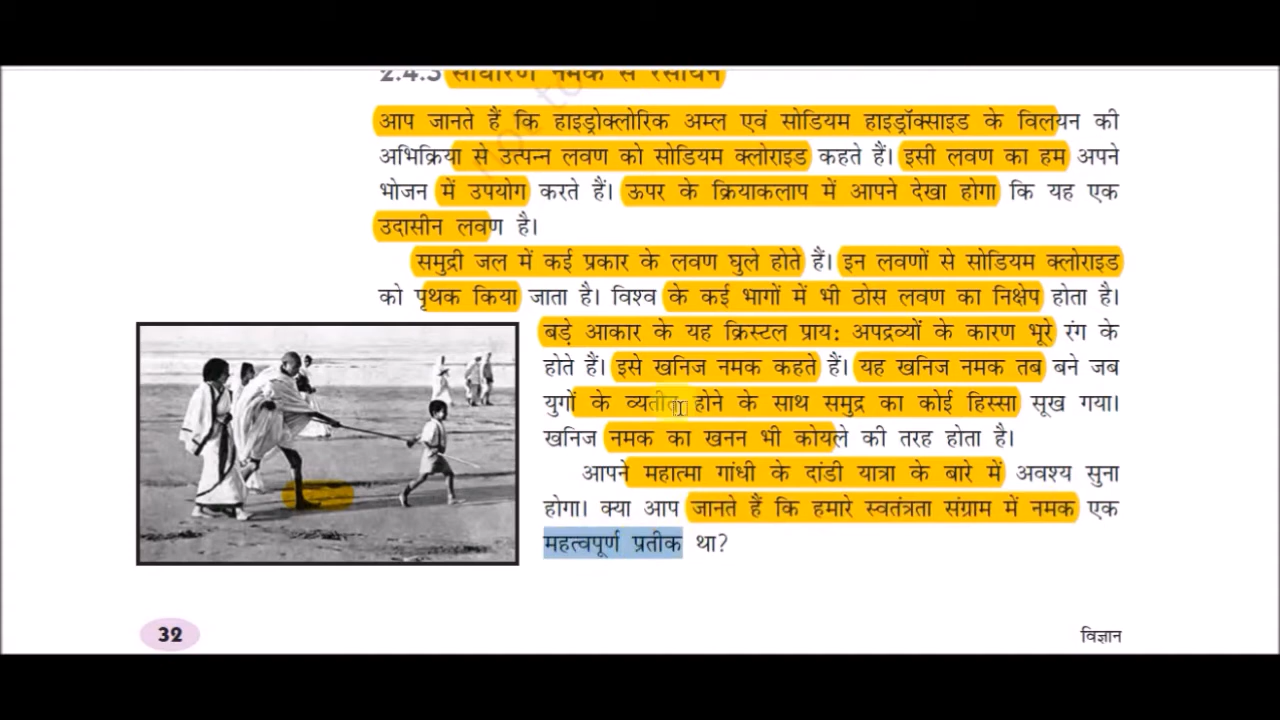 2.4.3 साधारण नमक से रसायन
आप जानते हैं कि हाइड्रोक्लोरिक अम्ल एवं सोडियम हाइड्रॉक्साइड के विलयन की
अभिक्रिया से उत्पन्न लवण को सोडियम क्लोराइड कहते हैं। इसी लवण का हम अपने
भोजन में उपयोग करते हैं। ऊपर के क्रियाकलाप में आपने देखा होगा कि यह एक
उदासीन लवण है।
समुद्री जल में कई प्रकार के लवण घुले होते हैं। इन लवणों से सोडियम क्लोराइड
को पृथक किया जाता है। विश्व के कई भागों में भी ठोस लवण का निक्षेप होता है।
बड़े आकार के यह क्रिस्टल प्राय: अपद्रव्यों के कारण भूरे रंग के
होते हैं। इसे खनिज नमक कहते हैं। यह खनिज नमक तब बने जब
युगों के व्यतीत होने के साथ समुद्र का कोई हिस्सा सूख गया।
खनिज नमक का खनन भी कोयले की तरह होता है।
आपने महात्मा गांधी के दांडी यात्रा के बारे में अवश्य सुना
होगा। क्या आप जानते हैं कि हमारे स्वतंत्रता संग्राम में नमक एक
महत्वपूर्ण प्रतीक था?
32
विज्ञान
not to